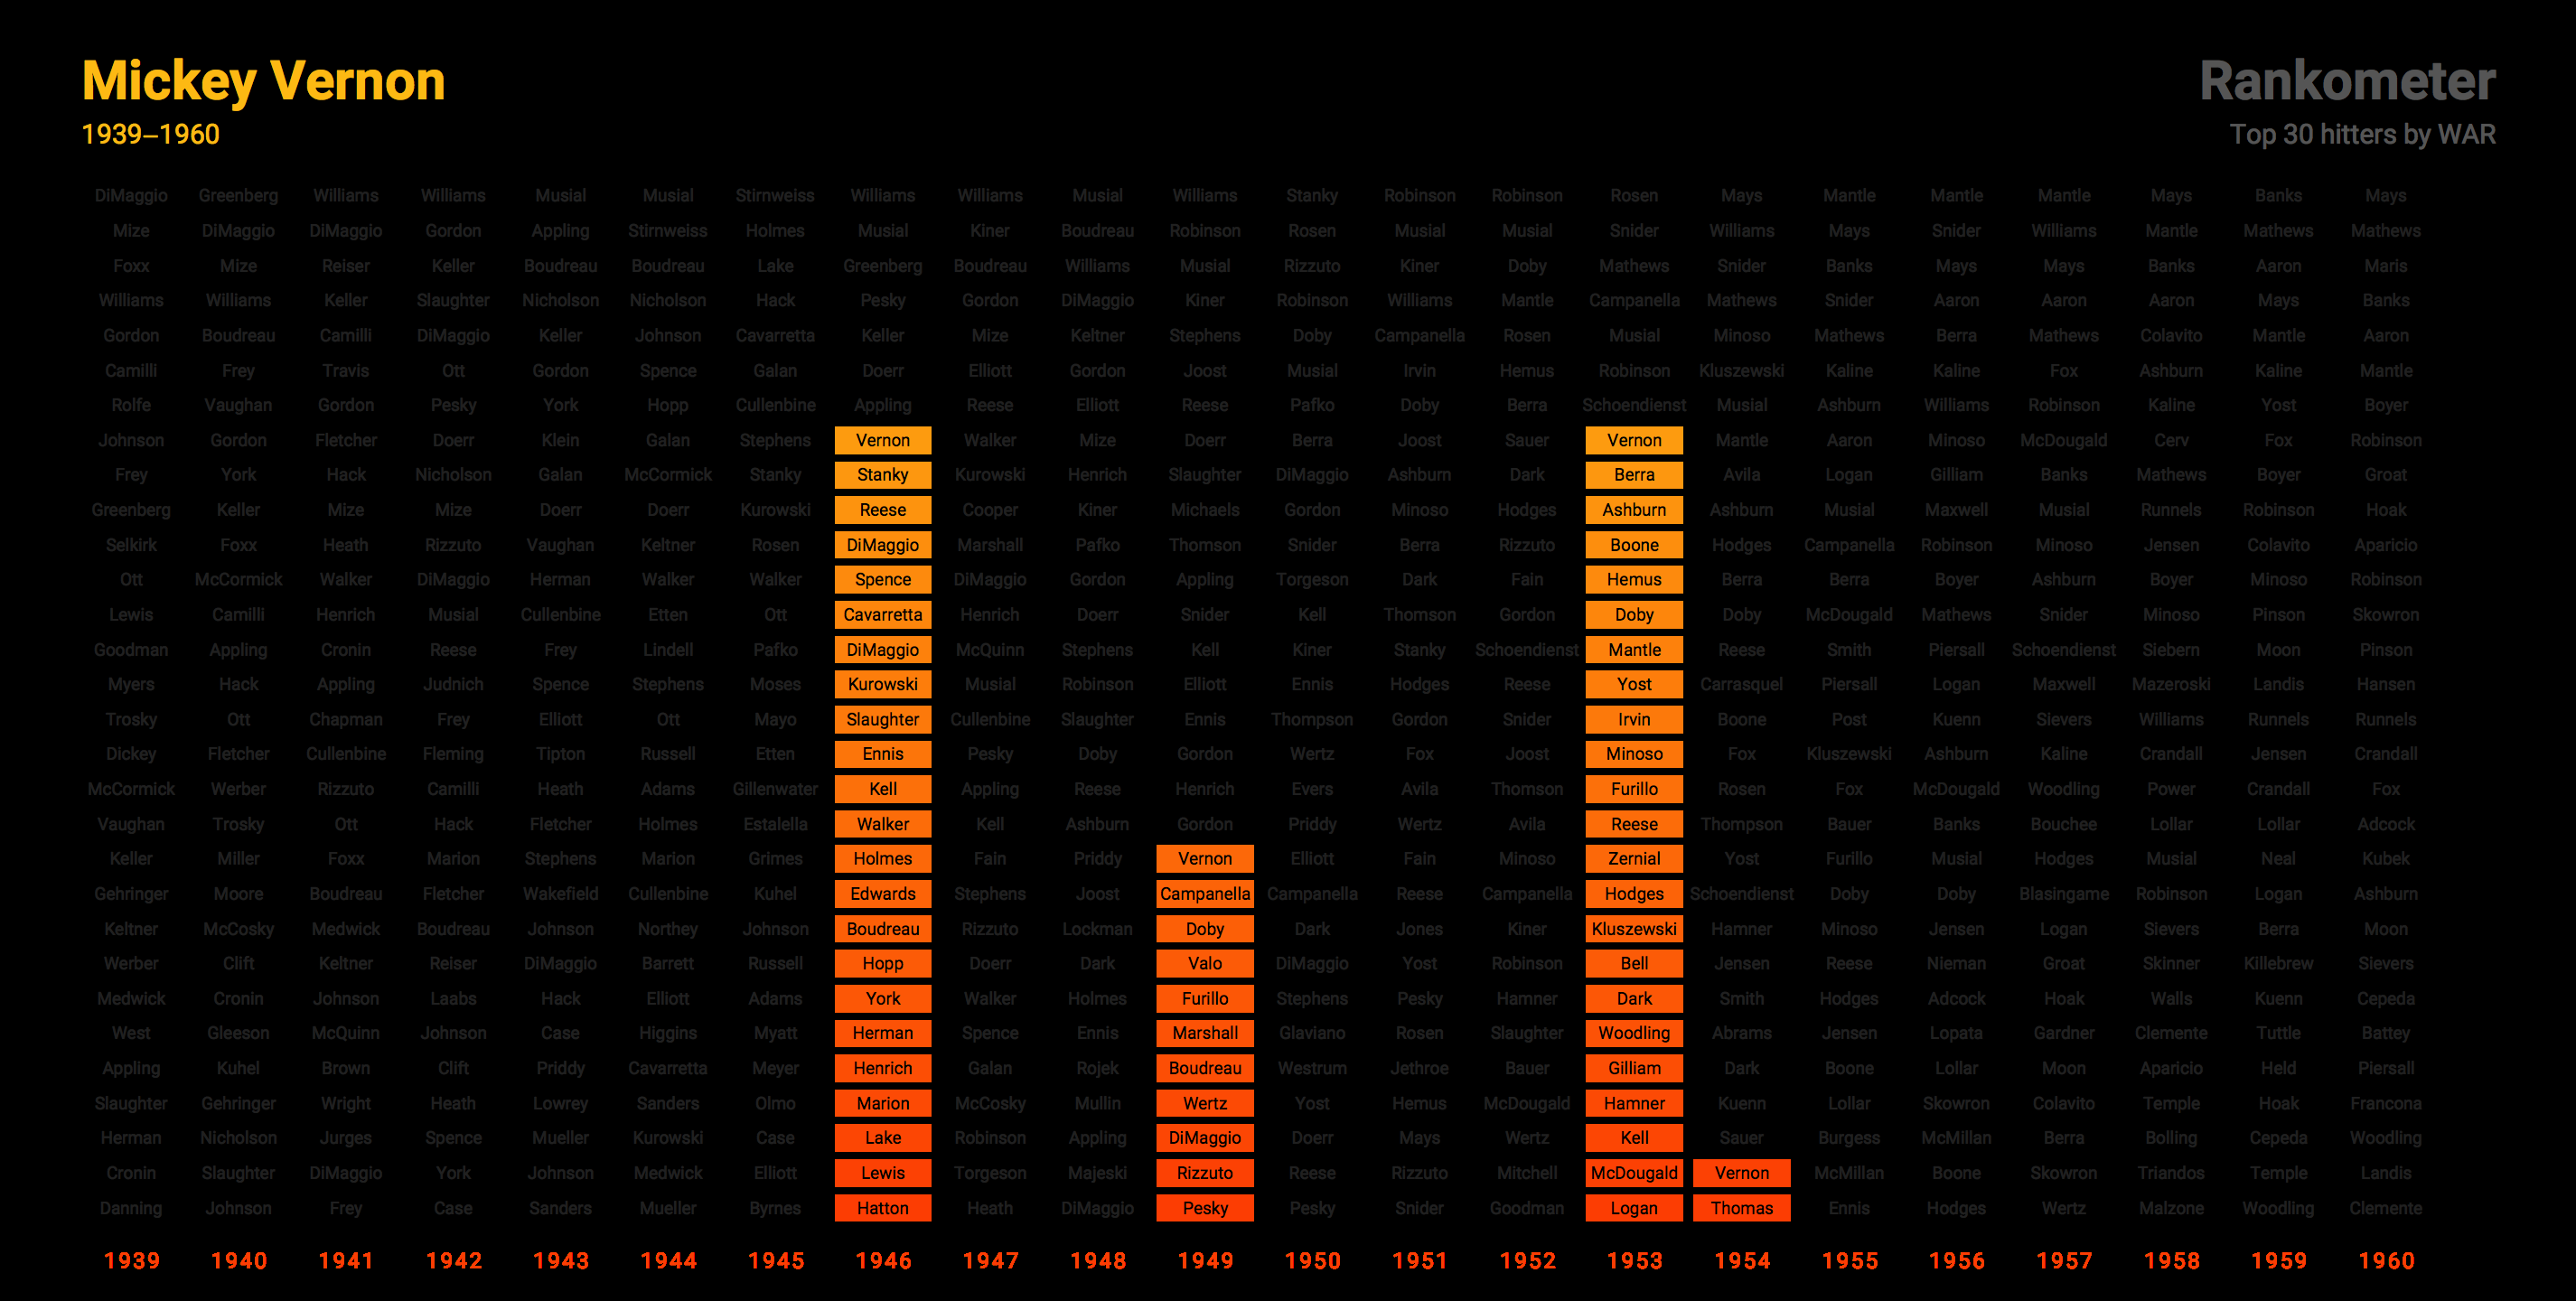 Mickey Vernon
1939–1960
Rankometer
Top 30 hitters by WAR
DiMaggio Greenberg Williams Williams Musial Musial Stirnweiss Williams Williams Musial Williams Stanky Robinson Robinson Rosen Mays Mantle Mantle Mantle Mays Banks Mays
Mize DiMaggio DiMaggio Gordon Appling Stirnweiss Holmes Musial Kiner Boudreau Robinson Rosen Musial Musial Snider Williams Mays Snider Williams Mantle Mathews Mathews
Foxx Mize Reiser Keller Boudreau Boudreau Lake Greenberg Boudreau Williams Musial Rizzuto Kiner Doby Mathews Snider Banks Mays Mays Banks Aaron Maris
Williams Williams Keller Slaughter Nicholson Nicholson Hack Pesky Gordon DiMaggio Kiner Robinson Williams Mantle Campanella Mathews Snider Aaron Aaron Aaron Mays Banks
Gordon Boudreau Camilli DiMaggio Keller Johnson Cavarretta Keller Mize Keltner Stephens Doby Campanella Rosen Musial Minoso Mathews Berra Mathews Colavito Mantle Aaron
Camilli Frey Travis Ott Gordon Spence Galan Doerr Elliott Gordon Joost Musial Irvin Hemus Robinson Kluszewski Kaline Kaline Fox Ashburn Kaline Mantle
Rolfe Vaughan Gordon Pesky York Hopp Cullenbine Appling Reese Elliott Reese Pafko Doby Berra Schoendienst Musial Ashburn Williams Robinson Kaline Yost Boyer
Johnson Gordon Fletcher Doerr Klein Galan Stephens Vernon Walker Mize Doerr Berra Joost Sauer Vernon Mantle Aaron Minoso McDougald Cerv Fox Robinson
Frey York Hack Nicholson Galan McCormick Stanky Stanky Kurowski Henrich Slaughter DiMaggio Ashburn Dark Berra Avila Logan Gilliam Banks Mathews Boyer Groat
Greenberg Keller Mize Mize Doerr Doerr Kurowski Reese Cooper Kiner Michaels Gordon Minoso Hodges Ashburn Ashburn Musial Maxwell Musial Runnels Robinson Hoak
Selkirk Foxx Heath Rizzuto Vaughan Keltner Rosen DiMaggio Marshall Pafko Thomson Snider Berra Rizzuto Boone Hodges Campanella Robinson Minoso Jensen Colavito Aparicio
Ott McCormick Walker DiMaggio Herman Walker Walker Spence DiMaggio Gordon Appling Torgeson Dark Fain Hemus Berra Berra Boyer Ashburn Boyer Minoso Robinson
Lewis Camilli Henrich Musial Cullenbine Etten Ott Cavarretta Henrich Doerr Snider Kell Thomson Gordon Doby Doby McDougald Mathews Snider Minoso Pinson Skowron
Goodman Appling Cronin Reese Frey Lindell Pafko DiMaggio McQuinn Stephens Kell Kiner Stanky Schoendienst Mantle Reese Smith Piersall Schoendienst Siebern Moon Pinson
Myers Hack Appling Judnich Spence Stephens Moses Kurowski Musial Robinson Elliott Ennis Hodges Reese Yost Carrasquel Piersall Logan Maxwell Mazeroski Landis Hansen
Trosky Ott Chapman Frey Elliott Ott Mayo Slaughter Cullenbine Slaughter Ennis Thompson Gordon Snider Irvin Boone Post Kuenn Sievers Williams Runnels Runnels
Dickey Fletcher Cullenbine Fleming Tipton Russell Etten Ennis Pesky Doby Gordon Wertz Fox Joost Minoso Fox Kluszewski Ashburn Kaline Crandall Jensen Crandall
McCormick Werber Rizzuto Camilli Heath Adams Gillenwater Kell Appling Reese Henrich Evers Avila Thomson Furillo Rosen Fox McDougald Woodling Power Crandall Fox
Vaughan Trosky Ott Hack Fletcher Holmes Estalella Walker Kell Ashburn Gordon Priddy Wertz Avila Reese Thompson Bauer Banks Bouchee Lollar Lollar Adcock
Keller Miller Foxx Marion Stephens Marion Grimes Holmes Fain Priddy Vernon Elliott Fain Minoso Zernial Yost Furillo Musial Hodges Musial Neal Kubek
Gehringer Moore Boudreau Fletcher Wakefield Cullenbine Kuhel Edwards Stephens Joost Campanella Campanella Reese Campanella Hodges Schoendienst Doby Doby Blasingame Robinson Logan Ashburn
Keltner McCosky Medwick Boudreau Johnson Northey Johnson Boudreau Rizzuto Lockman Doby Dark Jones Kiner Kluszewski Hamner Minoso Jensen Logan Sievers Berra Moon
Werber Clift Keltner Reiser DiMaggio Barrett Russell Hopp Doerr Dark Valo DiMaggio Yost Robinson Bell Jensen Reese Nieman Groat Skinner Killebrew Sievers
Medwick Cronin Johnson Laabs Hack Elliott Adams York Walker Holmes Furillo Stephens Pesky Hamner Dark Smith Hodges Adcock Hoak Walls Kuenn Cepeda
West Gleeson McQuinn Johnson Case Higgins Myatt Herman Spence Ennis Marshall Glaviano Rosen Slaughter Woodling Abrams Jensen Lopata Gardner Clemente Tuttle Battey
Appling Kuhel Brown Clift Priddy Cavarretta Meyer Henrich Galan Rojek Boudreau Westrum Jethroe Bauer Gilliam Dark Boone Lollar Moon Aparicio Held Piersall
Slaughter Gehringer Wright Heath Lowrey Sanders Olmo Marion McCosky Mullin Wertz Yost Hemus McDougald Hamner Kuenn Lollar Skowron Colavito Temple Hoak Francona
Herman Nicholson Jurges Spence Mueller Kurowski Case Lake Robinson Appling DiMaggio Doerr Mays Wertz Kell Sauer Burgess McMillan Berra Bolling Cepeda Woodling
Cronin Slaughter DiMaggio York Johnson Medwick Elliott Lewis Torgeson Majeski Rizzuto Reese Rizzuto Mitchell McDougald Vernon McMillan Boone Skowron Triandos Temple Landis
Danning Johnson Frey Case Sanders Mueller Byrnes Hatton Heath DiMaggio Pesky Pesky Snider Goodman Logan Thomas Ennis Hodges Wertz Malzone Woodling Clemente
1939 1940 1941 1942 1943 1944 1945 1946 1947 1948 1949 1950 1951 1952 1953 1954 1955 1956 1957 1958 1959 1960